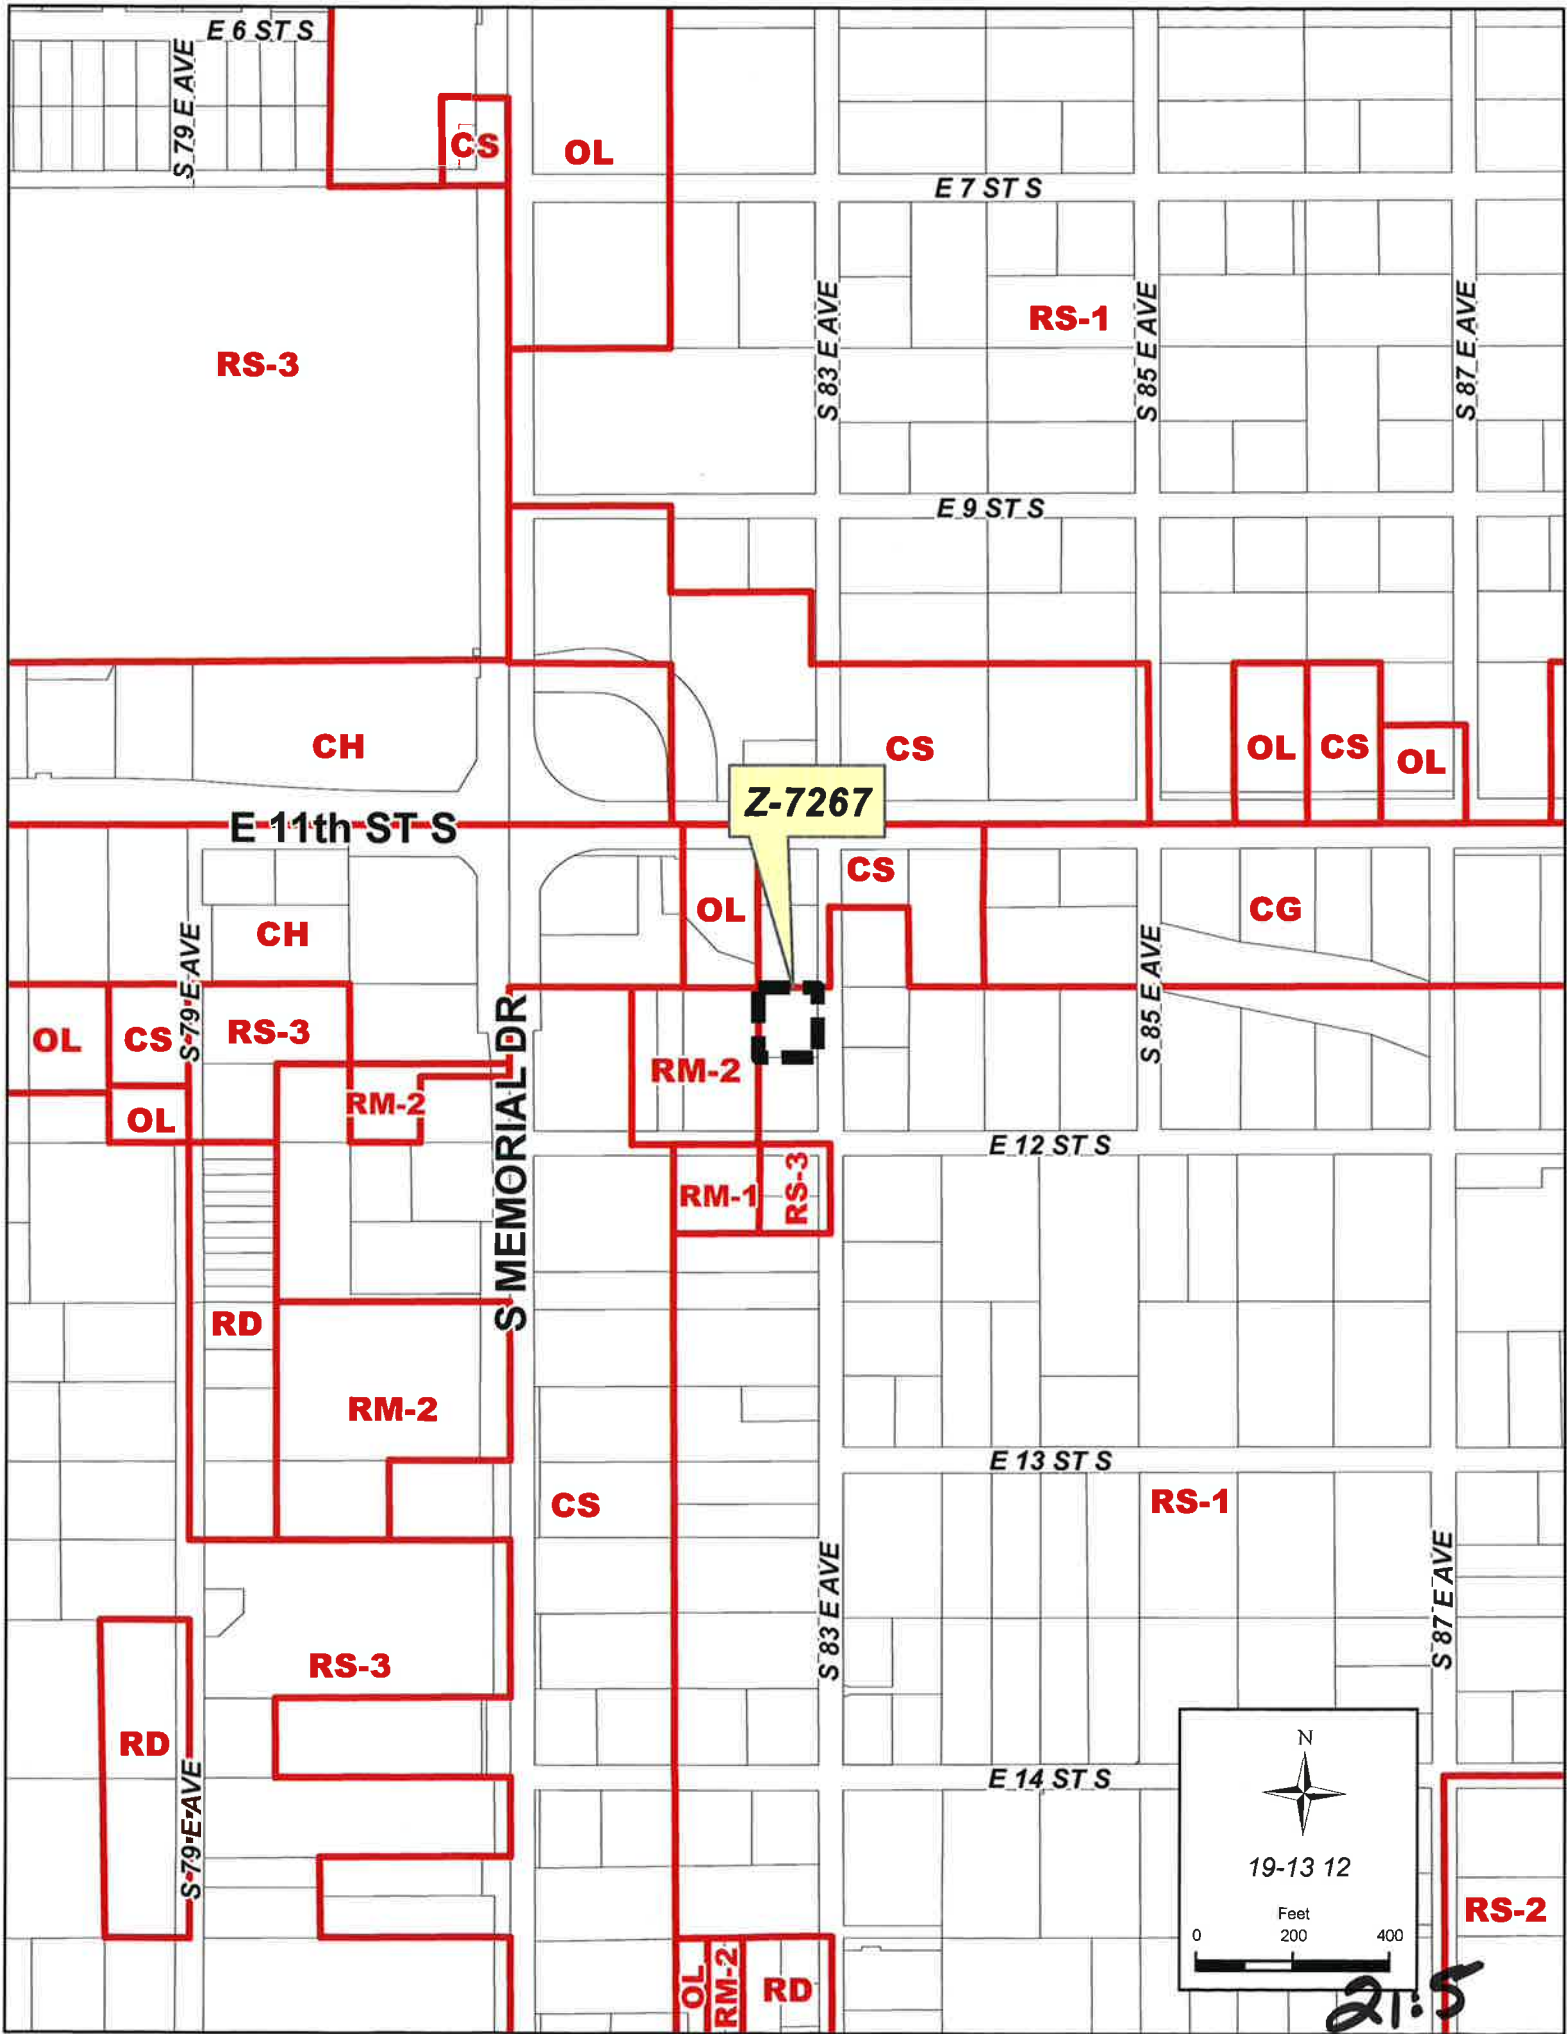 E 6 ST S
S 79 E AVE
CS
OL
E 7 ST S
RS-3
RS-1
S 83 E AVE
S 85 E AVE
S 87 E AVE
E 9 ST S
CH
CS
OL
CS
OL
Z-7267
E 11th ST S
CS
OL
CG
CH
S 79 E AVE
S 85 E AVE
OL
CS
RS-3
RM-2
RM-2
OL
S MEMORIAL DR
E 12 ST S
RM-1
RS-3
RD
RM-2
E 13 ST S
CS
RS-1
S 83 E AVE
S 87 E AVE
RS-3
RD
S 79 E AVE
E 14 ST S
N
19-13 12
Feet
0 200 400
RS-2
OL
RM-2
RD
21.5